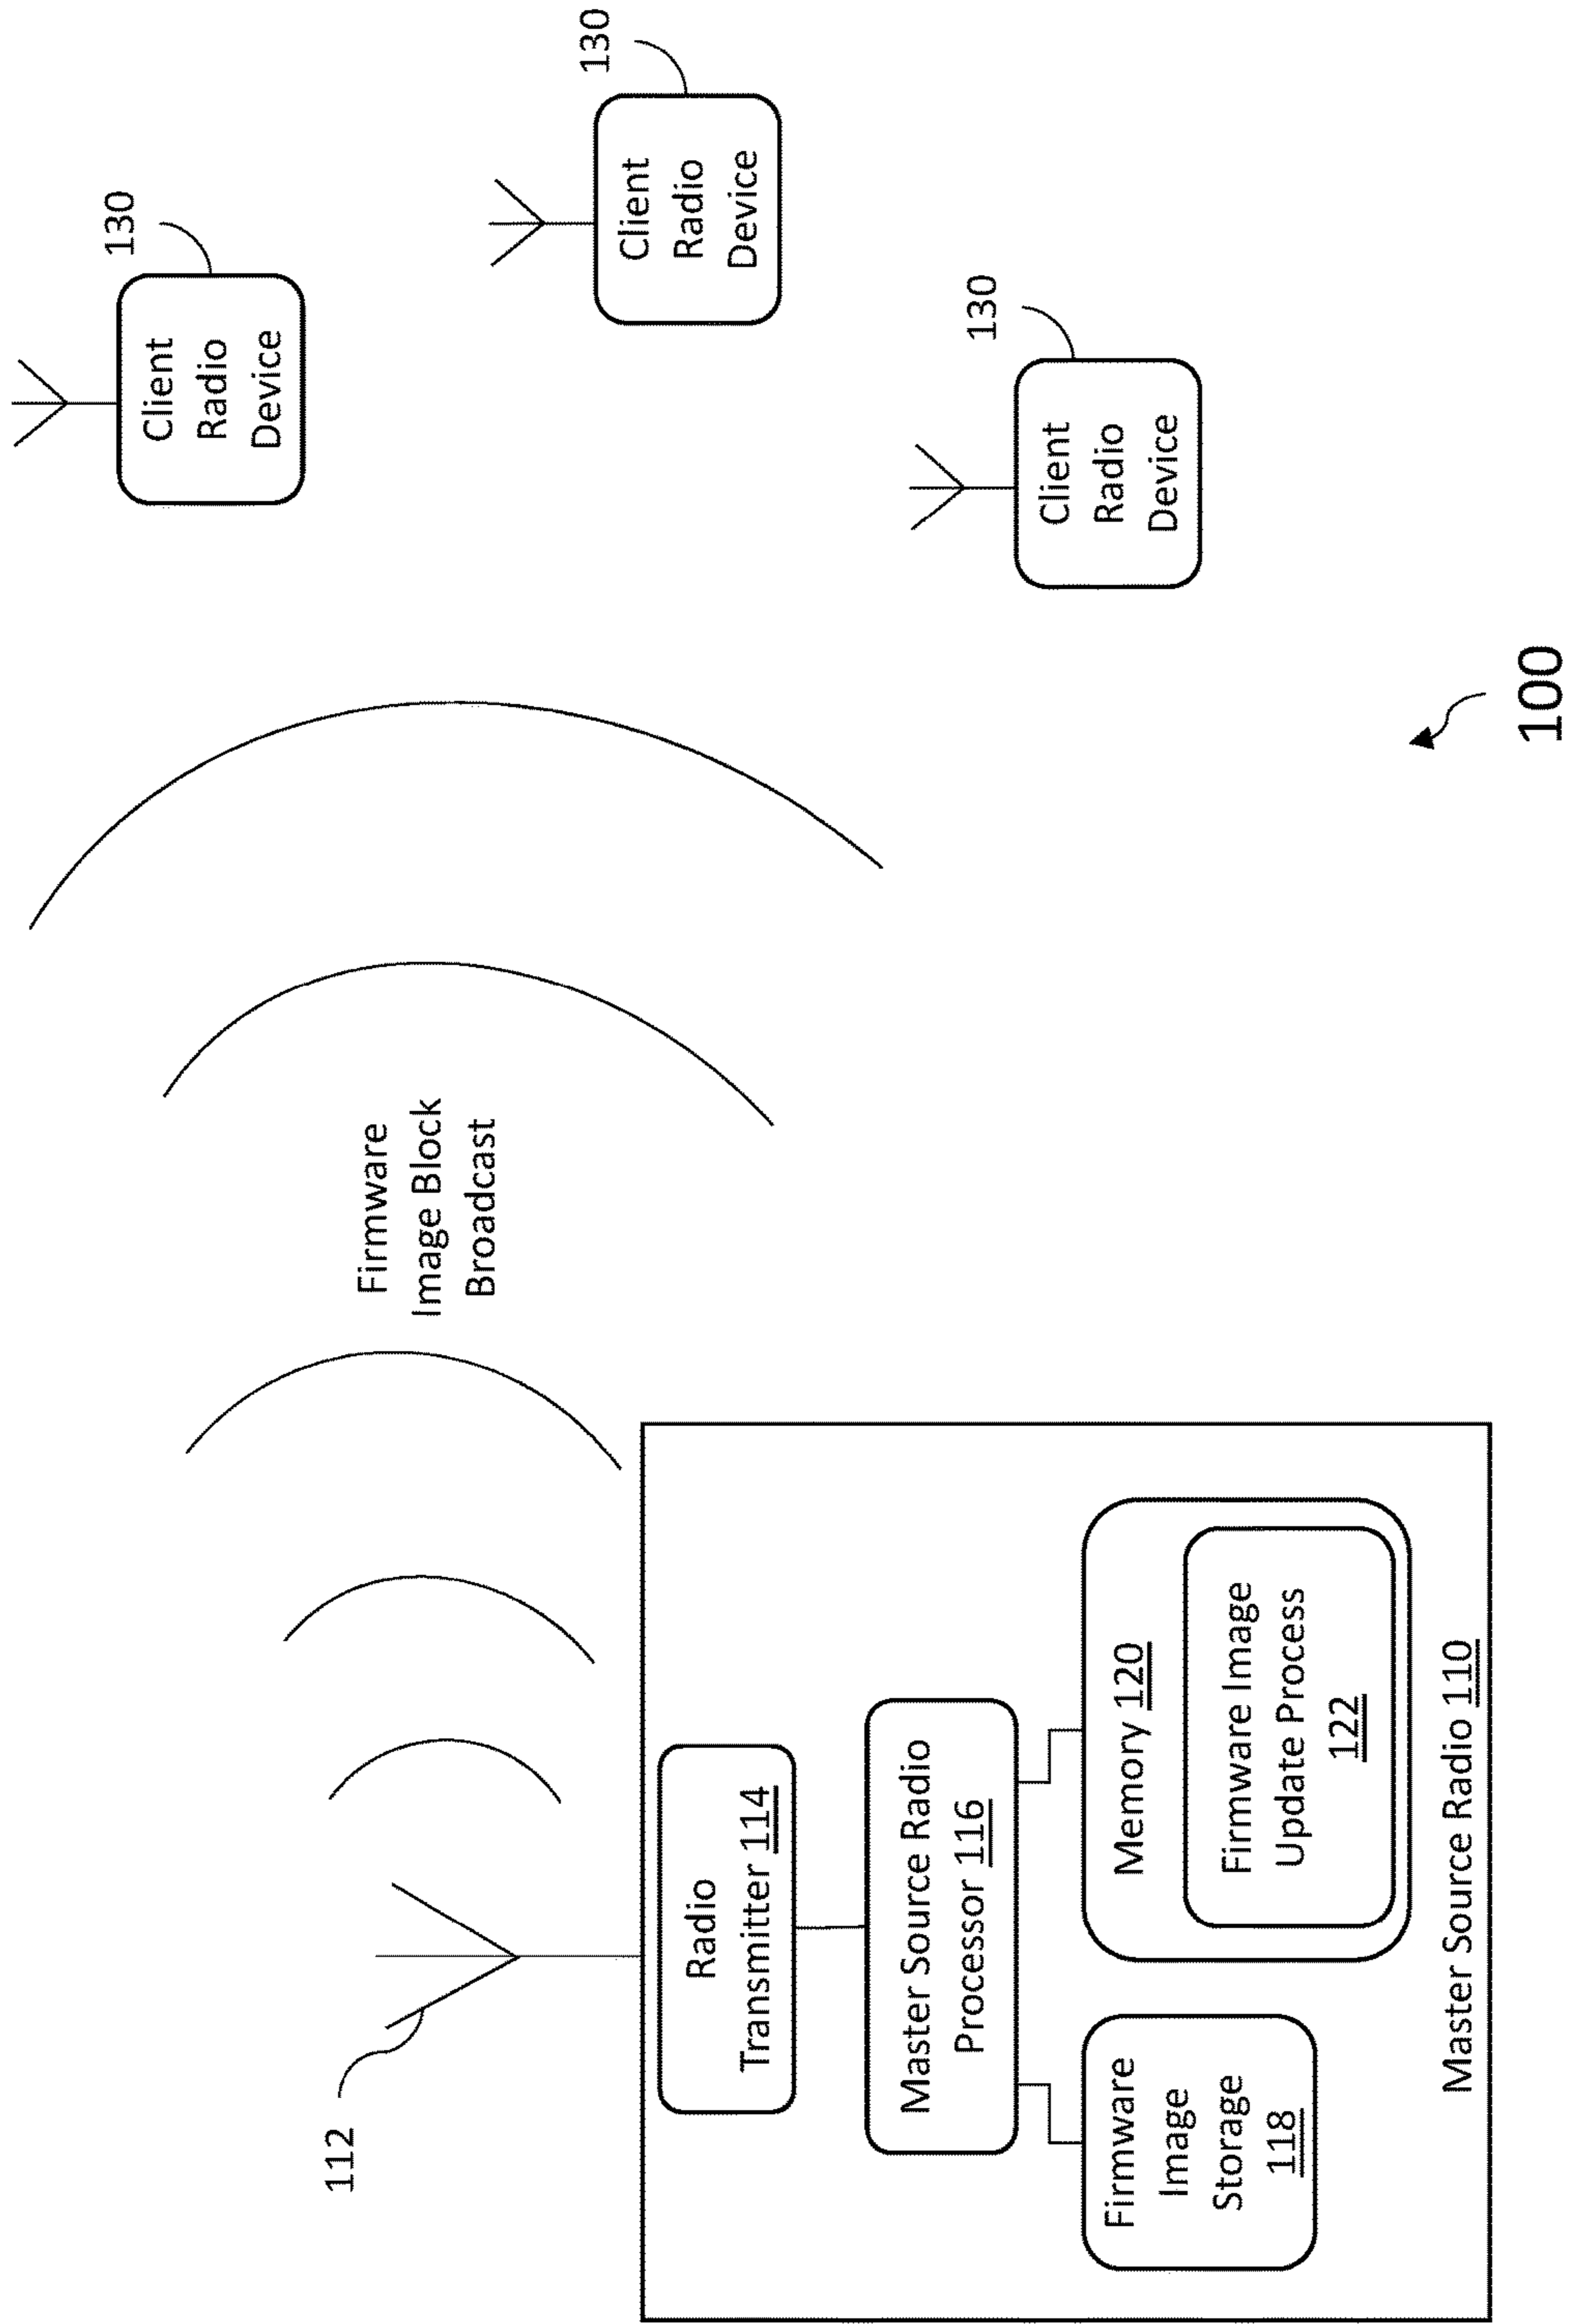 112
Firmware
Image Block
Broadcast
130
Client
Radio
Device
130
Client
Radio
Device
130
Client
Radio
Device
Radio
Transmitter 114
Master Source Radio
Processor 116
Firmware
Image
Storage
118
Memory 120
Firmware Image
Update Process
122
Master Source Radio 110
100